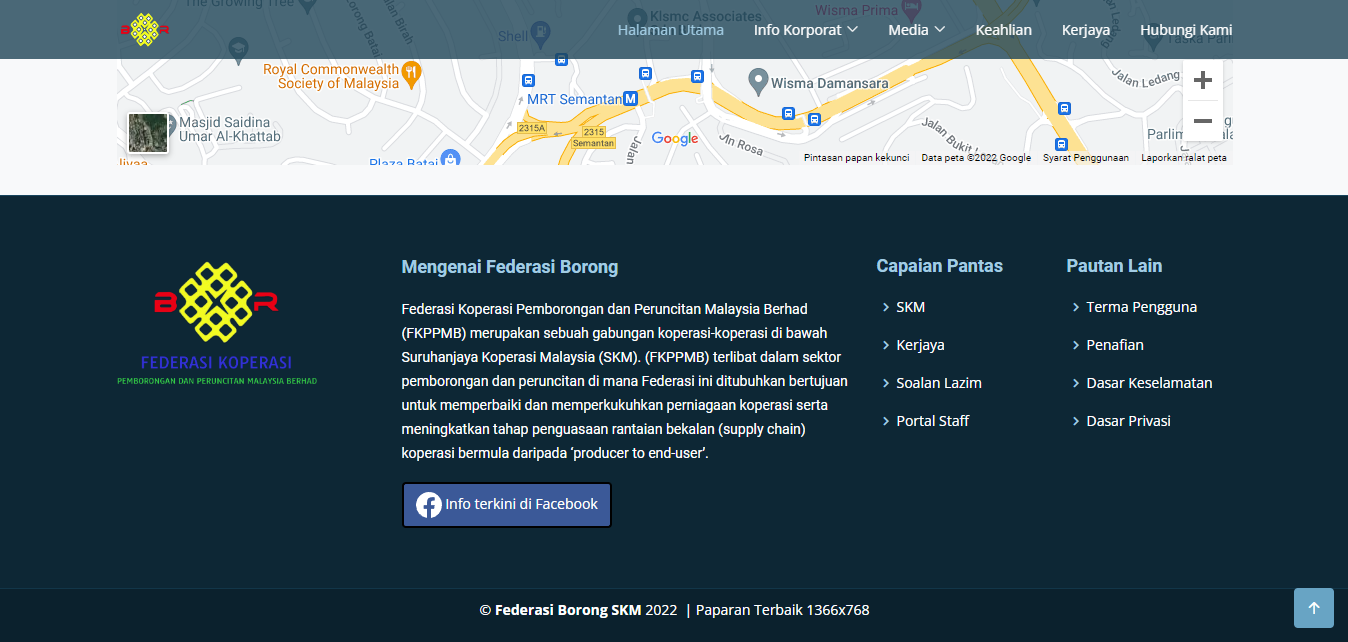 The Growing Tree
Klsmc Associates
Wisma Prima
Shell
B R
Halaman Utama
Info Korporat
Media
Keahlian
Kerjaya
Hubungi Kami
Royal Commonwealth
Society of Malaysia
MRT Semantan M
Wisma Damansara
Jalan Ledang
Masjid Saidina
Umar Al-Khattab
2315A
2315
Semantan
Google
Jln Rosa
Jalan
Pintasan papan kekunci
Data peta ©2022 Google
Syarat Penggunaan
Laporkan ralat peta
B R
FEDERASI KOPERASI
PEMBORONGAN DAN PERUNCITAN MALAYSIA BERHAD
Mengenai Federasi Borong
Federasi Koperasi Pemborongan dan Peruncitan Malaysia Berhad
(FKPPMB) merupakan sebuah gabungan koperasi-koperasi di bawah
Suruhanjaya Koperasi Malaysia (SKM). (FKPPMB) terlibat dalam sektor
pemborongan dan peruncitan di mana Federasi ini ditubuhkan bertujuan
untuk memperbaiki dan memperkukuhkan perniagaan koperasi serta
meningkatkan tahap penguasaan rantaian bekalan (supply chain)
koperasi bermula daripada ‘producer to end-user’.
Info terkini di Facebook
Capaian Pantas
SKM
Kerjaya
Soalan Lazim
Portal Staff
Pautan Lain
Terma Pengguna
Penafian
Dasar Keselamatan
Dasar Privasi
© Federasi Borong SKM 2022 | Paparan Terbaik 1366x768